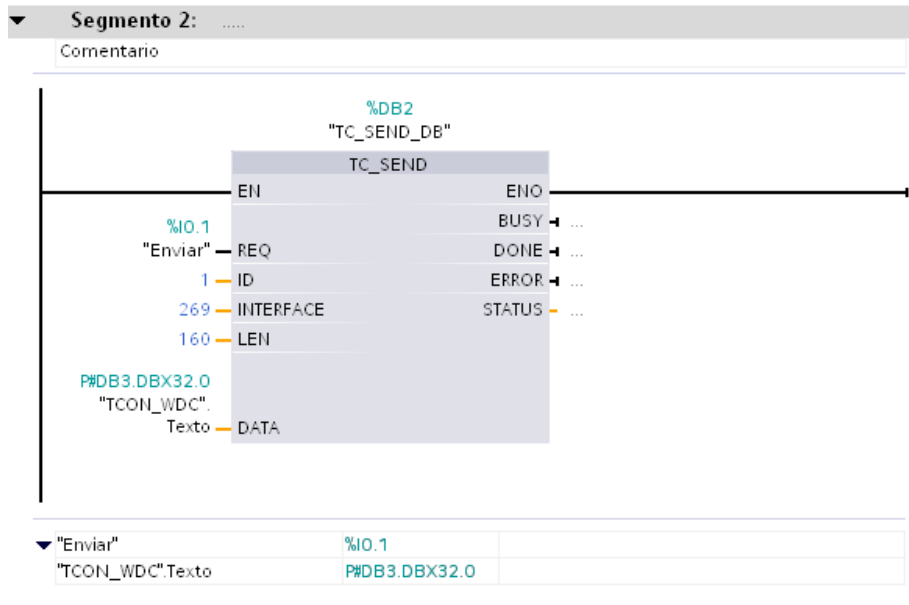 Segmento 2: .....
Comentario
%DB2
"TC_SEND_DB"
TC_SEND
EN ENO
%I0.1 BUSY ...
"Enviar" REQ DONE ...
1 ID ERROR ...
269 INTERFACE STATUS ...
160 LEN
P#DB3.DBX32.0
"TCON_WDC".
Texto DATA
"Enviar" %I0.1
"TCON_WDC".Texto P#DB3.DBX32.0